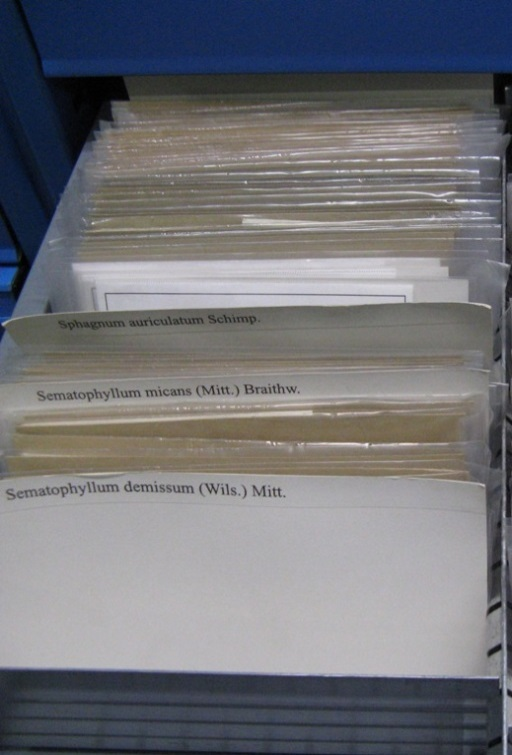 Sphagnum auriculatum Schimp.
Sematophyllum micans (Mitt.) Braithw.
Sematophyllum demissum (Wils.) Mitt.